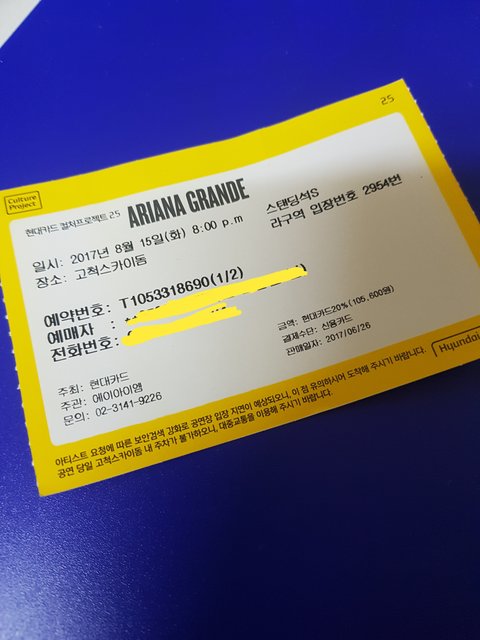 25
Culture
Project
현대카드 컬처프로젝트 25 ARIANA GRANDE
일시: 2017년 8월 15일(화) 8:00 p.m
장소: 고척스카이돔
스탠딩석S
라구역 입장번호 2954번
예약번호: T1053318690(1/2)
예매자 :
전화번호:
금액: 현대카드20%(105,600원)
결제수단: 신용카드
판매일자: 2017/06/26
주최: 현대카드
주관: 에이아이엠
문의: 02-3141-9226
Hyundai
아티스트 요청에 따른 보안검색 강화로 공연장 입장 지연이 예상되오니, 이 점 유의하시어 도착해 주시기 바랍니다.
공연 당일 고척스카이돔 내 주차가 불가하오니, 대중교통을 이용해 주시기 바랍니다.